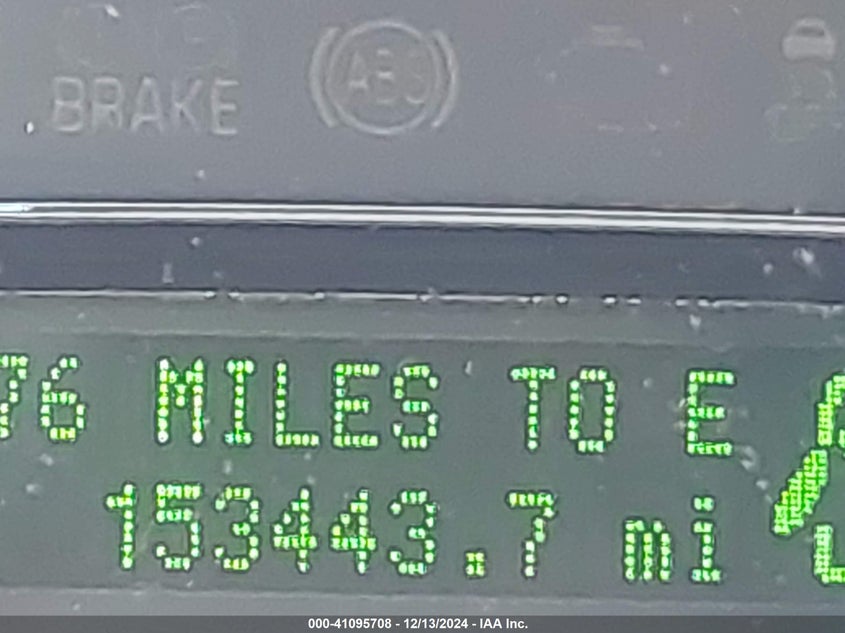 BRAKE ABS
76 MILES TO E
153443.7 mi
000-41095708 - 12/13/2024 - IAA Inc.